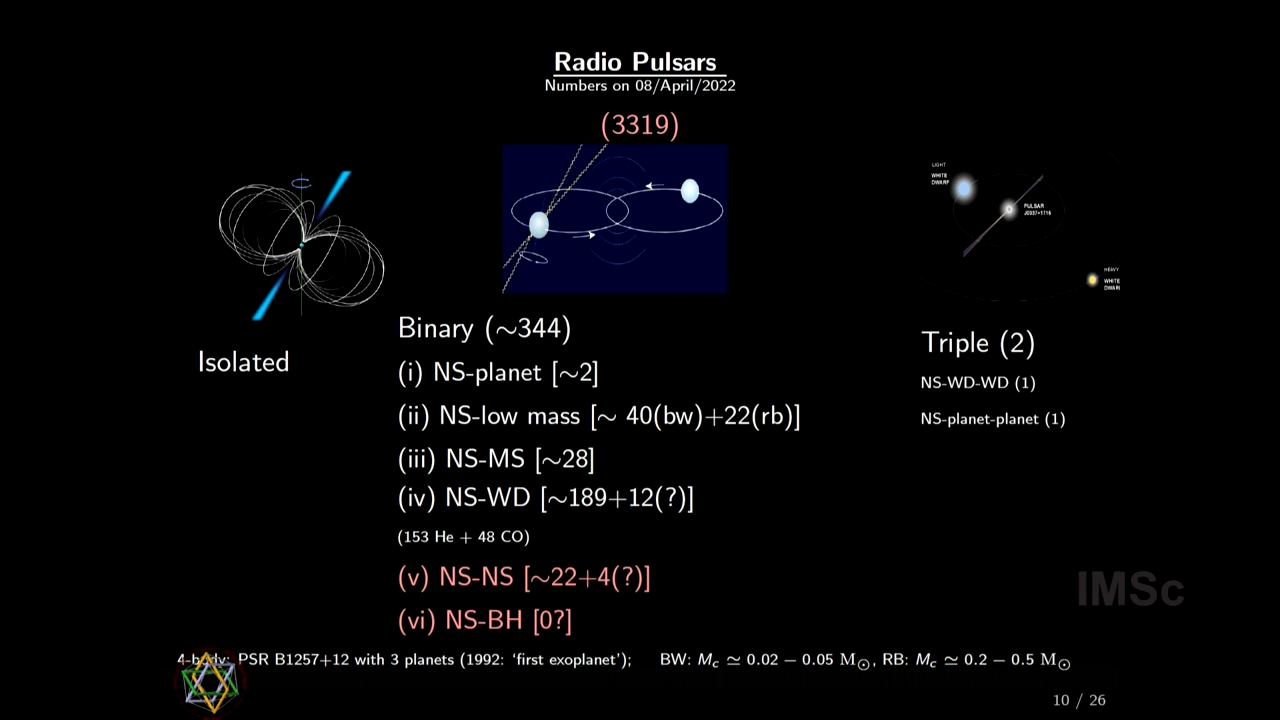 Radio Pulsars
Numbers on 08/April/2022
(3319)
LIGHT
WHITE
DWARF
PULSAR
J0337+1715
HEAVY
WHITE
DWARF
Isolated
Binary (∼344)
(i) NS-planet [∼2]
(ii) NS-low mass [∼ 40(bw)+22(rb)]
(iii) NS-MS [∼28]
(iv) NS-WD [∼189+12(?)]
(153 He + 48 CO)
(v) NS-NS [∼22+4(?)]
(vi) NS-BH [0?]
Triple (2)
NS-WD-WD (1)
NS-planet-planet (1)
IMSc
4-body: PSR B1257+12 with 3 planets (1992: ‘first exoplanet’); BW: M_c ≃ 0.02 − 0.05 M_⊙, RB: M_c ≃ 0.2 − 0.5 M_⊙
10 / 26